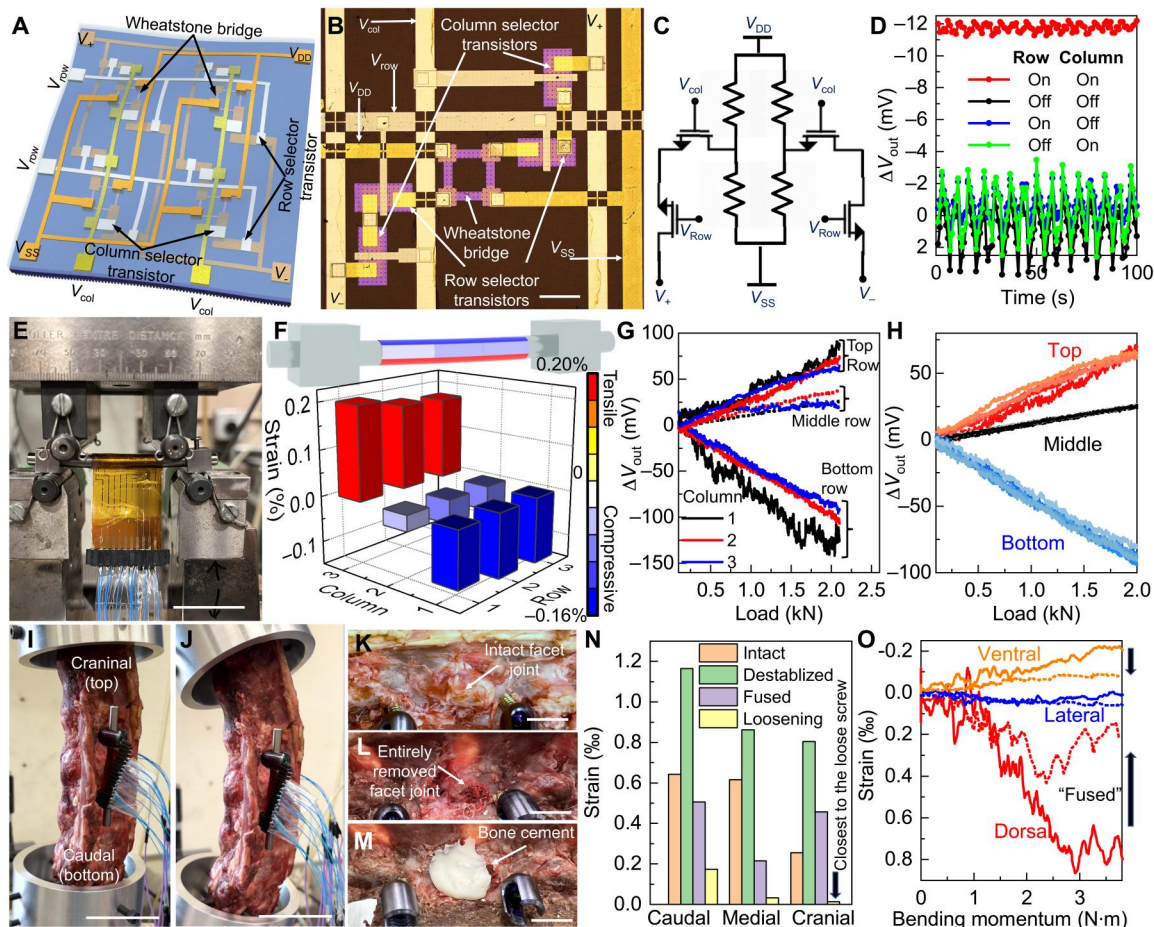 A
Wheatstone bridge
V+
VDD
Vrow
Vrow
Row selector
transistor
VSS
Column selector
transistor
V-
Vcol
Vcol
B
Vcol
Column selector
transistors
V+
Vrow
VDD
Wheatstone
bridge
VSS
Row selector
transistors
V-
C
VDD
Vcol
Vcol
VRow
VRow
V+
VSS
V-
D
Row Column
On On
Off Off
On Off
Off On
ΔVout (mV)
−12
−10
−8
−6
−4
−2
0
2
0 50 100
Time (s)
E
CENTRE DISTANCE mm
F
0.20%
Tensile
0
Compressive
−0.16%
Strain (%)
0.2
0.1
0.0
−0.1
3
2
1
Column
1
2
3
Row
G
ΔVout (mV)
100
50
0
−50
−100
−150
Top
Row
Middle row
Bottom
row
Column
1
2
3
0.5 1.0 1.5 2.0 2.5
Load (kN)
H
ΔVout (mV)
100
50
0
−50
−100
Top
Middle
Bottom
0.5 1.0 1.5 2.0
Load (kN)
I
Craninal
(top)
Caudal
(bottom)
J
K
Intact facet
joint
L
Entirely
removed
facet joint
M
Bone cement
N
Intact
Destablized
Fused
Loosening
Strain (‰)
1.2
1.0
0.8
0.6
0.4
0.2
0
Closest to the loose screw
Caudal Medial Cranial
O
Strain (‰)
−0.2
0.0
0.2
0.4
0.6
0.8
Ventral
Lateral
"Fused"
Dorsal
0 1 2 3
Bending momentum (N·m)